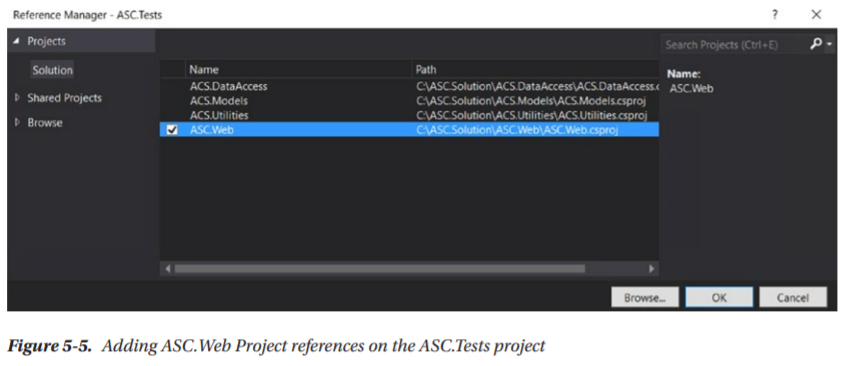 Reference Manager - ASC.Tests
Projects
Search Projects (Ctrl+E)
Solution
Shared Projects
Browse
Name Path
ACS.DataAccess C:\ASC.Solution\ACS.DataAccess\ACS.DataAccess.c
ACS.Models C:\ASC.Solution\ACS.Models\ACS.Models.csproj
ACS.Utilities C:\ASC.Solution\ACS.Utilities\ACS.Utilities.csproj
ASC.Web C:\ASC.Solution\ASC.Web\ASC.Web.csproj
Name:
ASC.Web
Browse... OK Cancel
Figure 5-5. Adding ASC.Web Project references on the ASC.Tests project